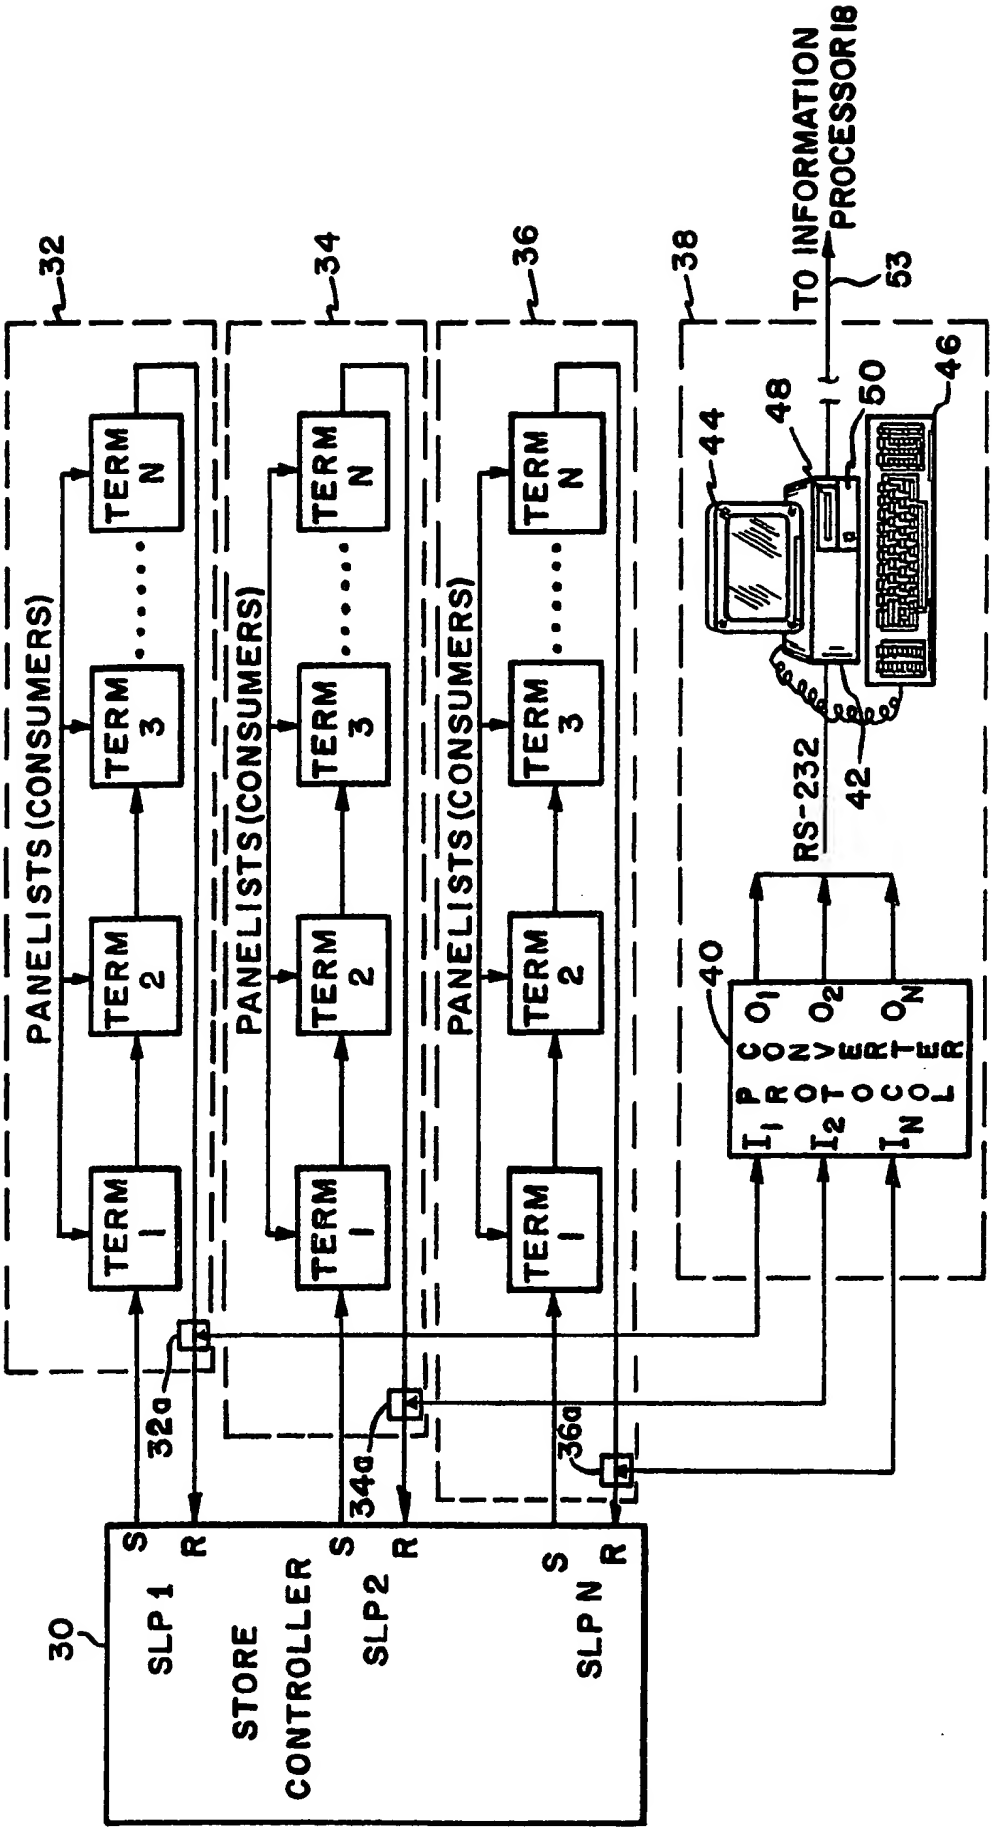 30
STORE
CONTROLLER
SLP 1
S
R
SLP 2
S
R
SLP N
S
R
32a
34a
36a
PANELISTS (CONSUMERS)
TERM
1
TERM
2
TERM
3
TERM
N
32
PANELISTS (CONSUMERS)
TERM
1
TERM
2
TERM
3
TERM
N
34
PANELISTS (CONSUMERS)
TERM
1
TERM
2
TERM
3
TERM
N
36
38
40
I1
I2
IN
PROTOCOL
CONVERTER
O1
O2
ON
RS-232
42
44
48
50
46
53
TO INFORMATION
PROCESSOR 18